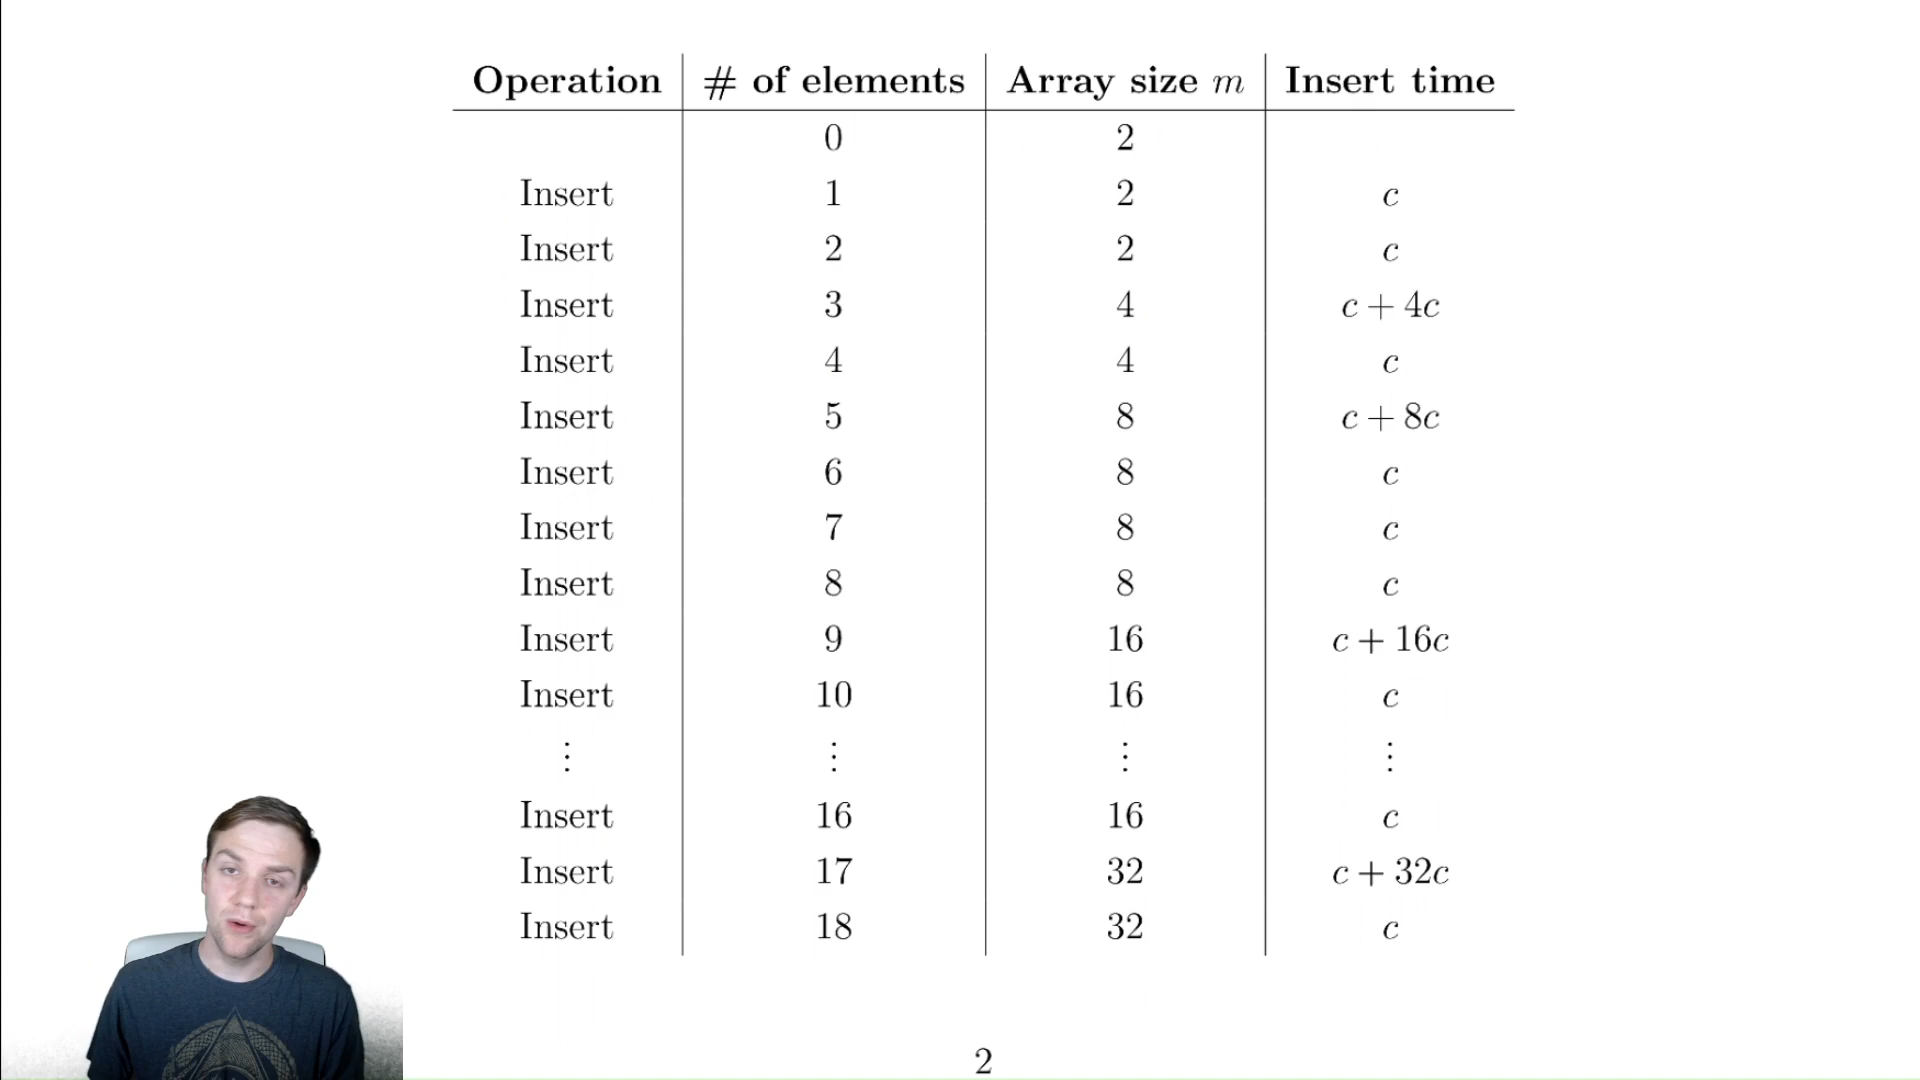 Operation # of elements Array size m Insert time
0 2
Insert 1 2 c
Insert 2 2 c
Insert 3 4 c + 4c
Insert 4 4 c
Insert 5 8 c + 8c
Insert 6 8 c
Insert 7 8 c
Insert 8 8 c
Insert 9 16 c + 16c
Insert 10 16 c
⋮ ⋮ ⋮ ⋮
Insert 16 16 c
Insert 17 32 c + 32c
Insert 18 32 c
2